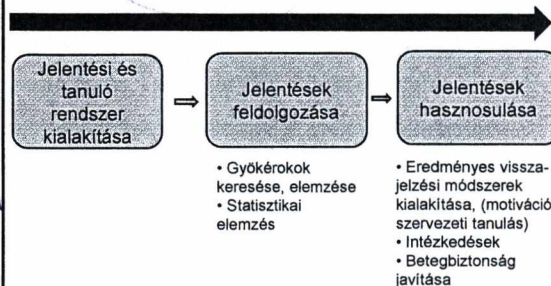 Jelentési és
tanuló
rendszer
kialakítása
Jelentések
feldolgozása
• Gyökérokok
keresése, elemzése
• Statisztikai
elemzés
Jelentések
hasznosulása
• Eredményes vissza-
jelzési módszerek
kialakítása, (motiváció
szervezeti tanulás)
• Intézkedések
• Betegbiztonság
javítása